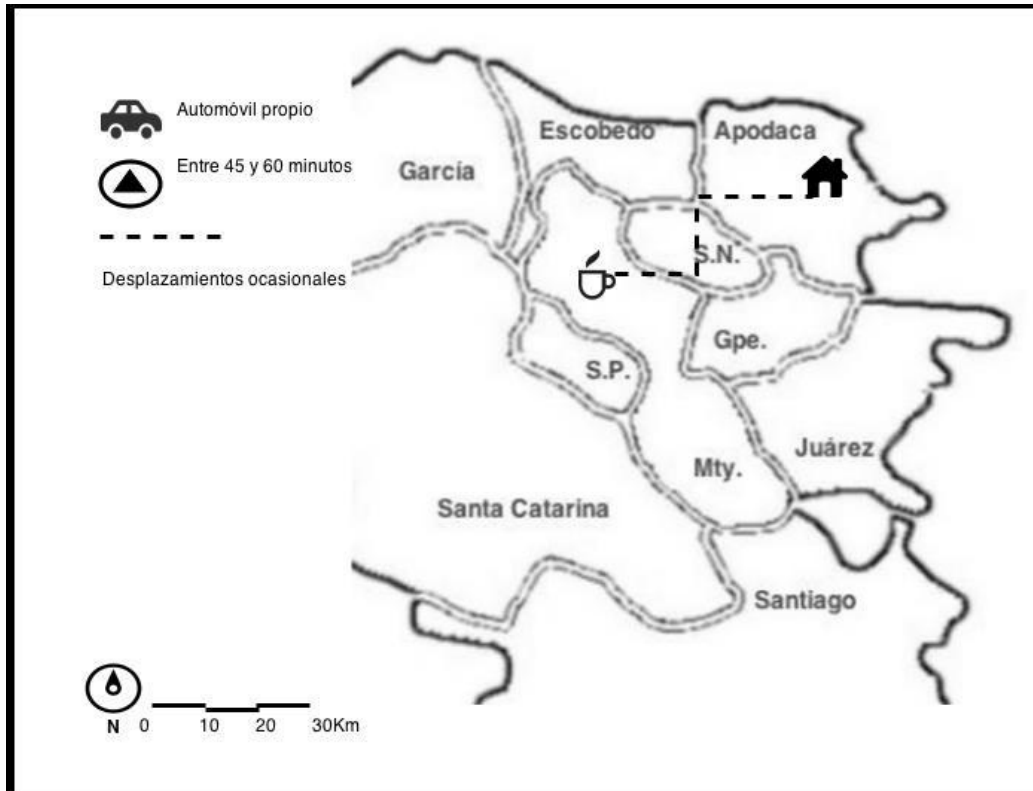 Automóvil propio
Entre 45 y 60 minutos
Desplazamientos ocasionales
García
Escobedo
Apodaca
S.N.
Gpe.
S.P.
Juárez
Mty.
Santa Catarina
Santiago
N 0 10 20 30Km